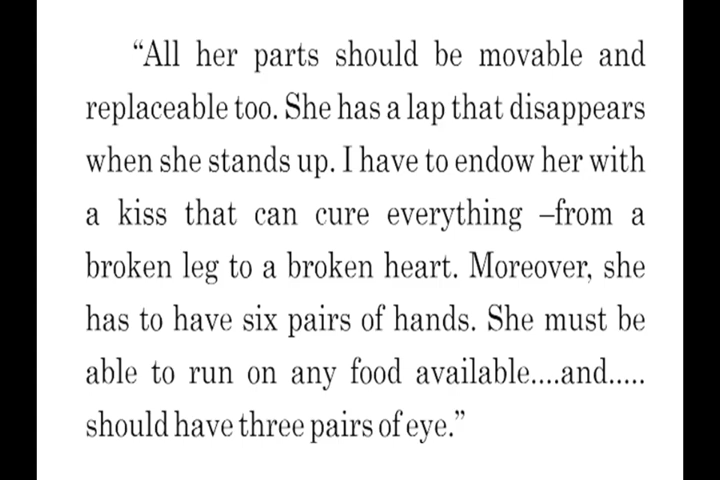 “All her parts should be movable and
replaceable too. She has a lap that disappears
when she stands up. I have to endow her with
a kiss that can cure everything –from a
broken leg to a broken heart. Moreover, she
has to have six pairs of hands. She must be
able to run on any food available....and.....
should have three pairs of eye.”